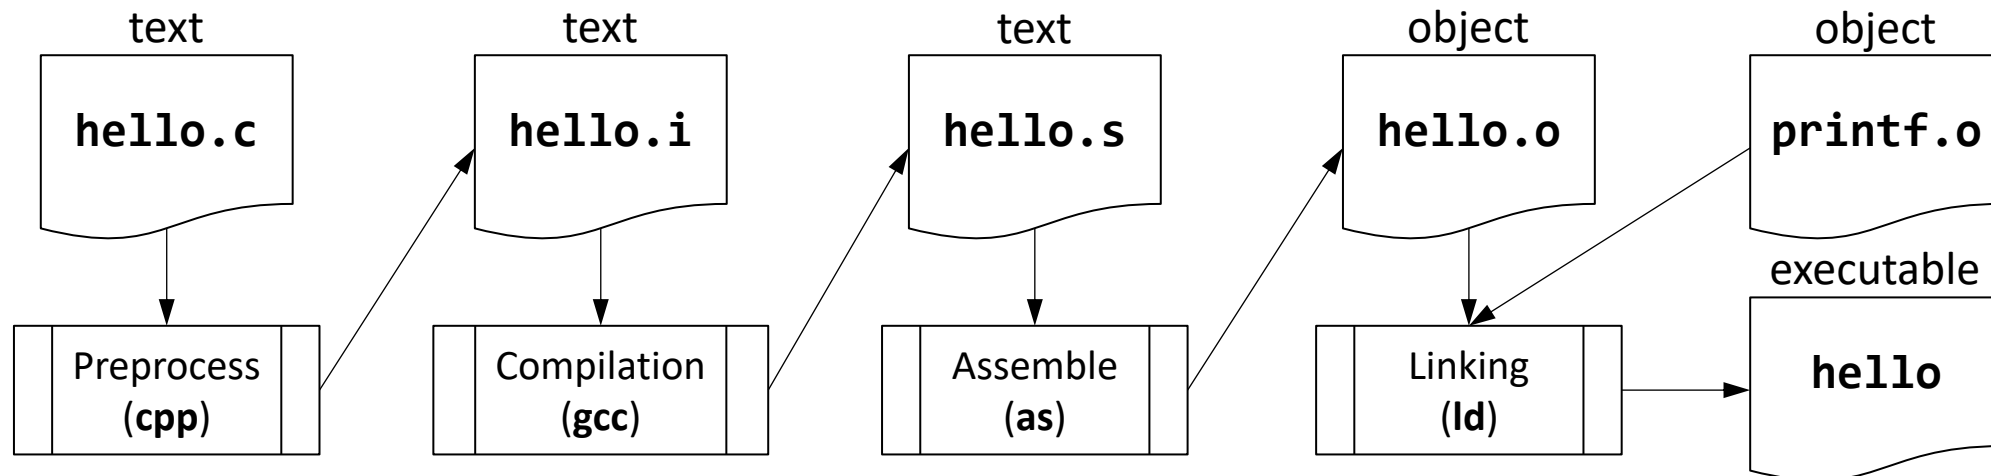 text
text
text
object
object
hello.c
hello.i
hello.s
hello.o
printf.o
executable
Preprocess
(cpp)
Compilation
(gcc)
Assemble
(as)
Linking
(ld)
hello